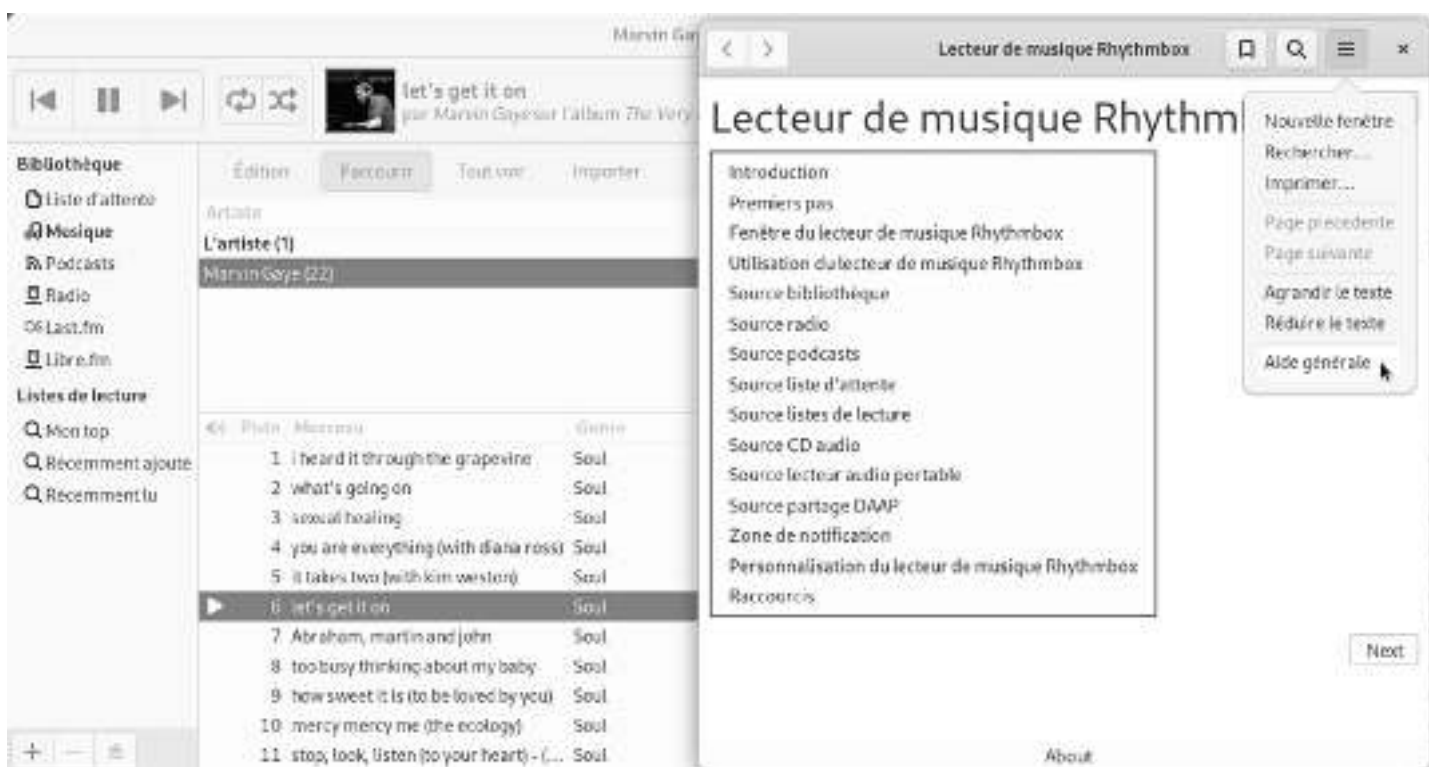 Marvin Gay
let's get it on
par Marvin Gaye sur l'album The Very
Bibliothèque
Liste d'attente
Musique
Podcasts
Radio
Last.fm
Libre.fm
Listes de lecture
Mon top
Récemment ajouté
Récemment lu
Édition Parcourir Tout voir Importer
Artiste
L'artiste (1)
Marvin Gaye (22)
Piste Morceau Genre
1 i heard it through the grapevine Soul
2 what's going on Soul
3 sexual healing Soul
4 you are everything (with diana ross) Soul
5 it takes two (with kim weston) Soul
6 let's get it on Soul
7 Abraham, martin and john Soul
8 too busy thinking about my baby Soul
9 how sweet it is (to be loved by you) Soul
10 mercy mercy me (the ecology) Soul
11 stop, look, listen (to your heart) - (... Soul
Lecteur de musique Rhythmbox
Lecteur de musique Rhythm
Introduction
Premiers pas
Fenêtre du lecteur de musique Rhythmbox
Utilisation du lecteur de musique Rhythmbox
Source bibliothèque
Source radio
Source podcasts
Source liste d'attente
Source listes de lecture
Source CD audio
Source lecteur audio portable
Source partage DAAP
Zone de notification
Personnalisation du lecteur de musique Rhythmbox
Raccourcis
Nouvelle fenêtre
Rechercher...
Imprimer...
Page précédente
Page suivante
Agrandir le texte
Réduire le texte
Aide générale
Next
About